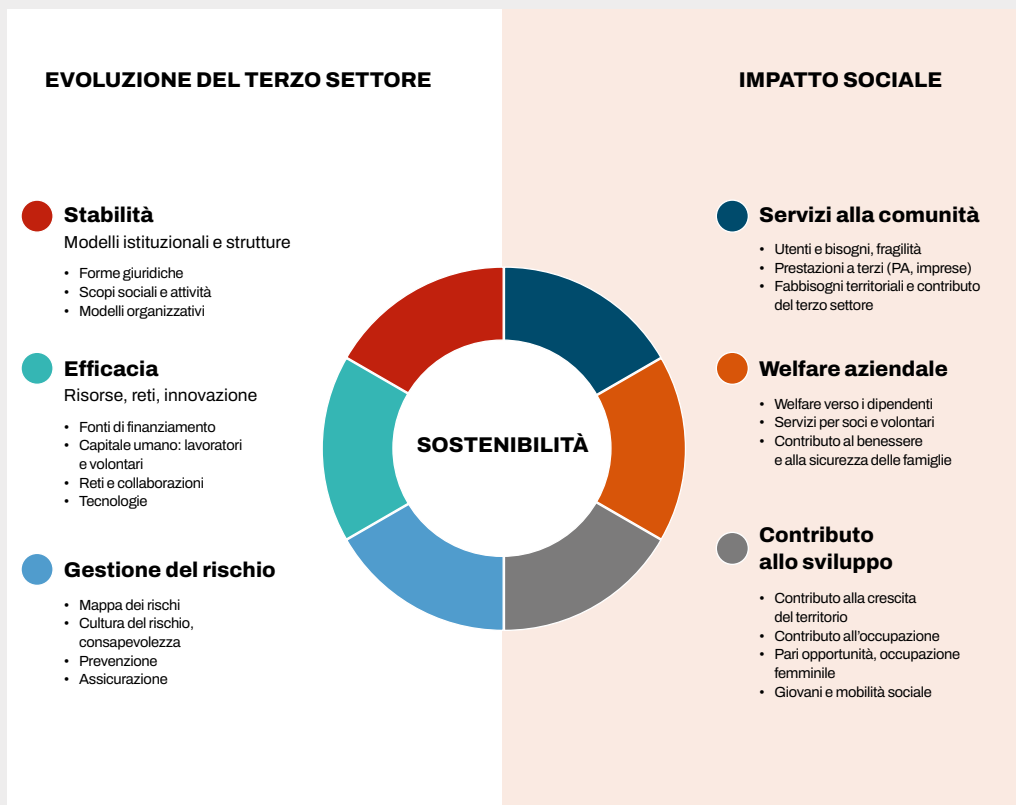 EVOLUZIONE DEL TERZO SETTORE
Stabilità
Modelli istituzionali e strutture
• Forme giuridiche
• Scopi sociali e attività
• Modelli organizzativi
Efficacia
Risorse, reti, innovazione
• Fonti di finanziamento
• Capitale umano: lavoratori
e volontari
• Reti e collaborazioni
• Tecnologie
Gestione del rischio
• Mappa dei rischi
• Cultura del rischio,
consapevolezza
• Prevenzione
• Assicurazione
SOSTENIBILITÀ
IMPATTO SOCIALE
Servizi alla comunità
• Utenti e bisogni, fragilità
• Prestazioni a terzi (PA, imprese)
• Fabbisogni territoriali e contributo
del terzo settore
Welfare aziendale
• Welfare verso i dipendenti
• Servizi per soci e volontari
• Contributo al benessere
e alla sicurezza delle famiglie
Contributo
allo sviluppo
• Contributo alla crescita
del territorio
• Contributo all'occupazione
• Pari opportunità, occupazione
femminile
• Giovani e mobilità sociale